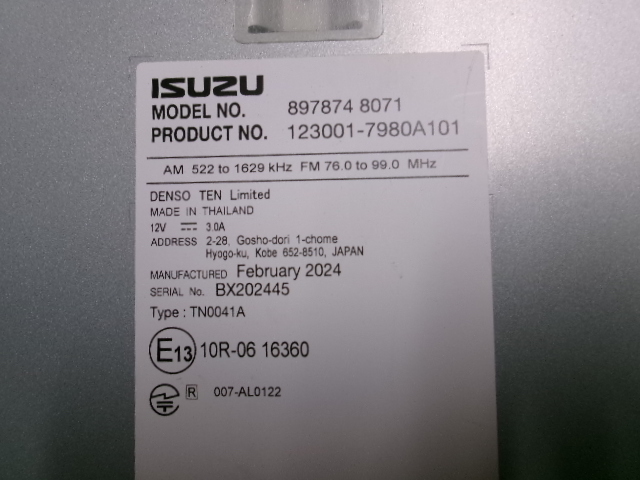 ISUZU
MODEL NO. 897874 8071
PRODUCT NO. 123001-7980A101
AM 522 to 1629 kHz FM 76.0 to 99.0 MHz
DENSO TEN Limited
MADE IN THAILAND
12V 3.0A
ADDRESS 2-28, Gosho-dori 1-chome
Hyogo-ku, Kobe 652-8510, JAPAN
MANUFACTURED February 2024
SERIAL No. BX202445
Type : TN0041A
E13 10R-06 16360
R 007-AL0122